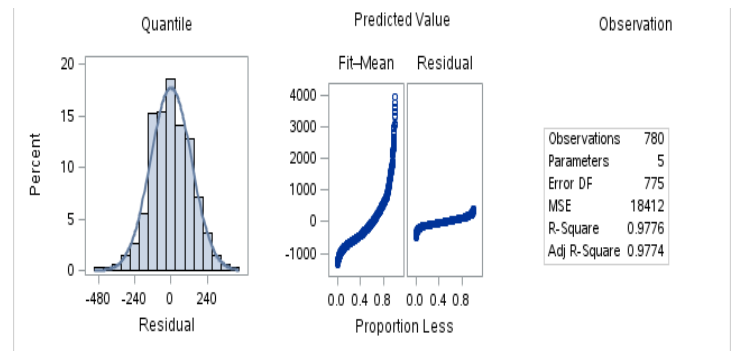 Quantile
Percent
20
15
10
5
0
-480 -240 0 240
Residual
Predicted Value
Fit–Mean Residual
4000
3000
2000
1000
0
-1000
0.0 0.4 0.8 0.0 0.4 0.8
Proportion Less
Observation
Observations 780
Parameters 5
Error DF 775
MSE 18412
R-Square 0.9776
Adj R-Square 0.9774